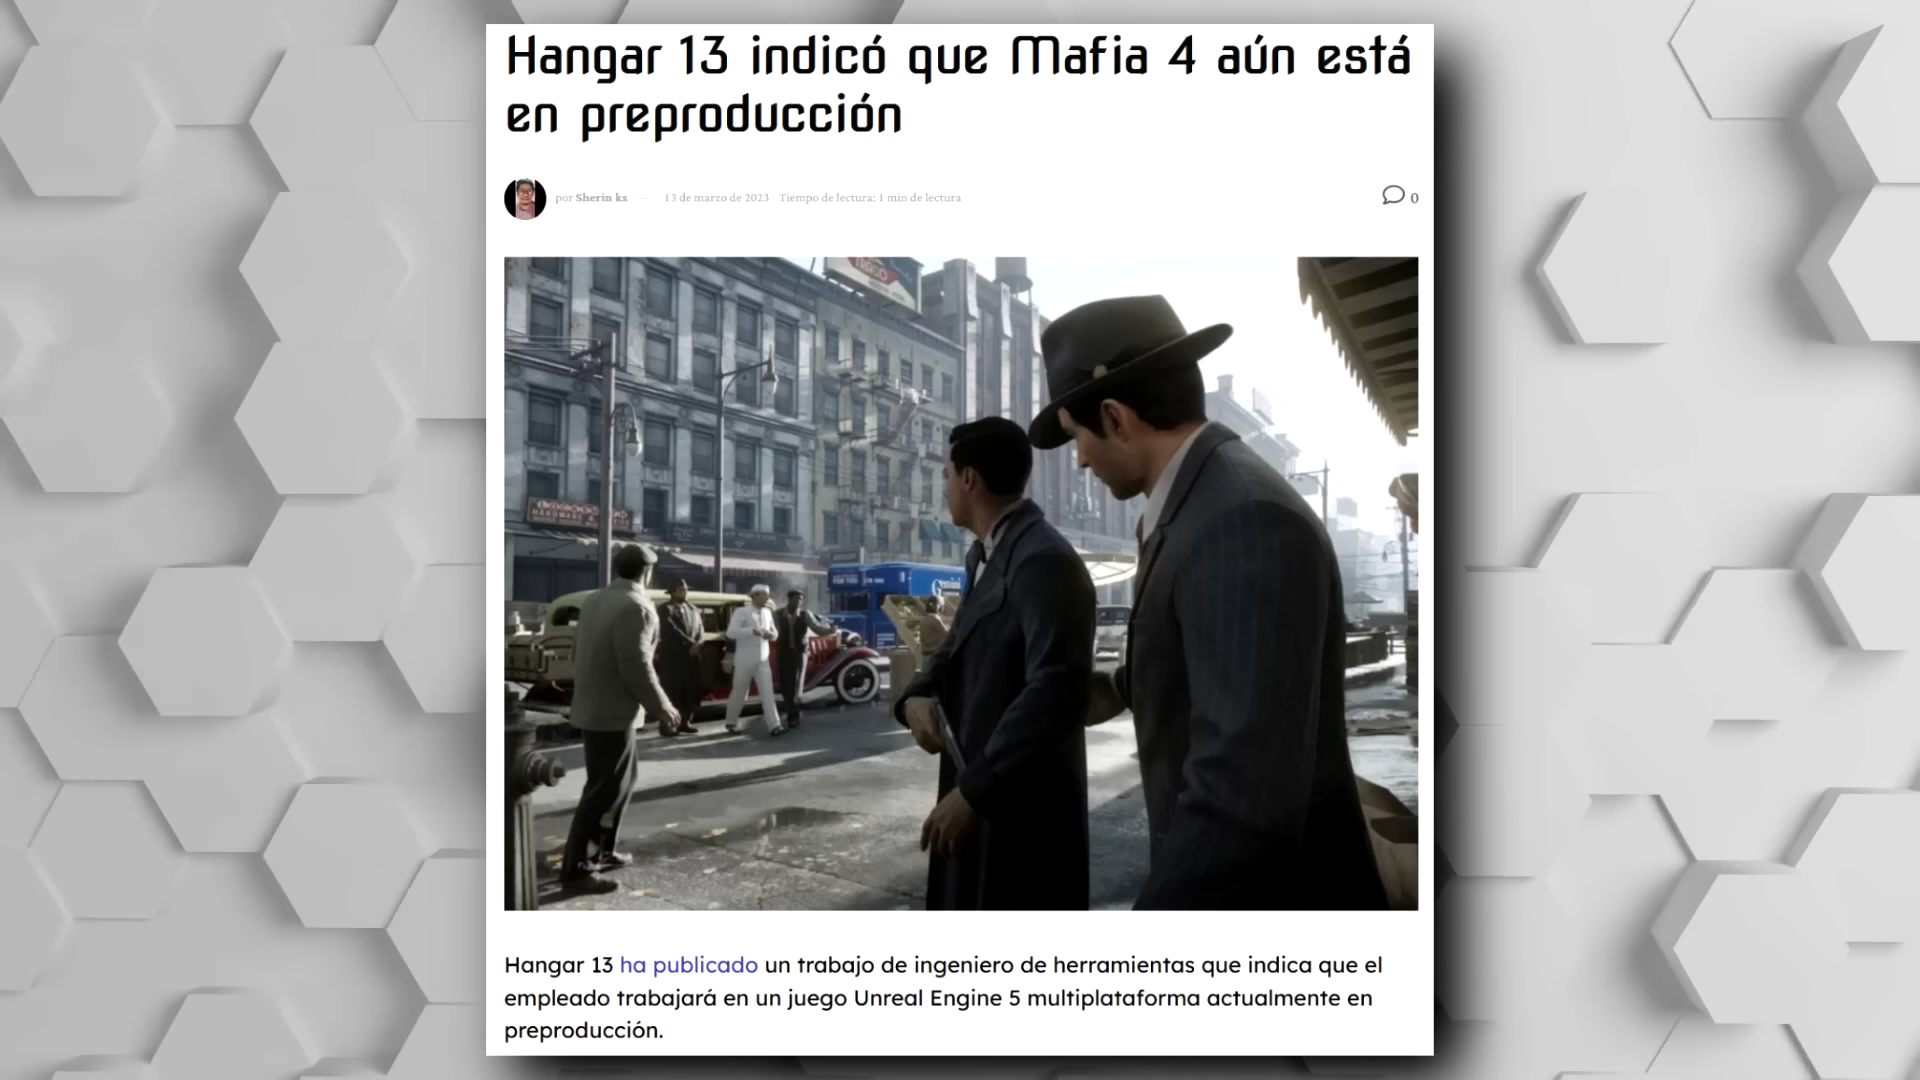 Hangar 13 indicó que Mafia 4 aún está
en preproducción
por Sherin ks — 13 de marzo de 2023 Tiempo de lectura: 1 min de lectura
0
FOR YOU
Hangar 13 ha publicado un trabajo de ingeniero de herramientas que indica que el
empleado trabajará en un juego Unreal Engine 5 multiplataforma actualmente en
preproducción.